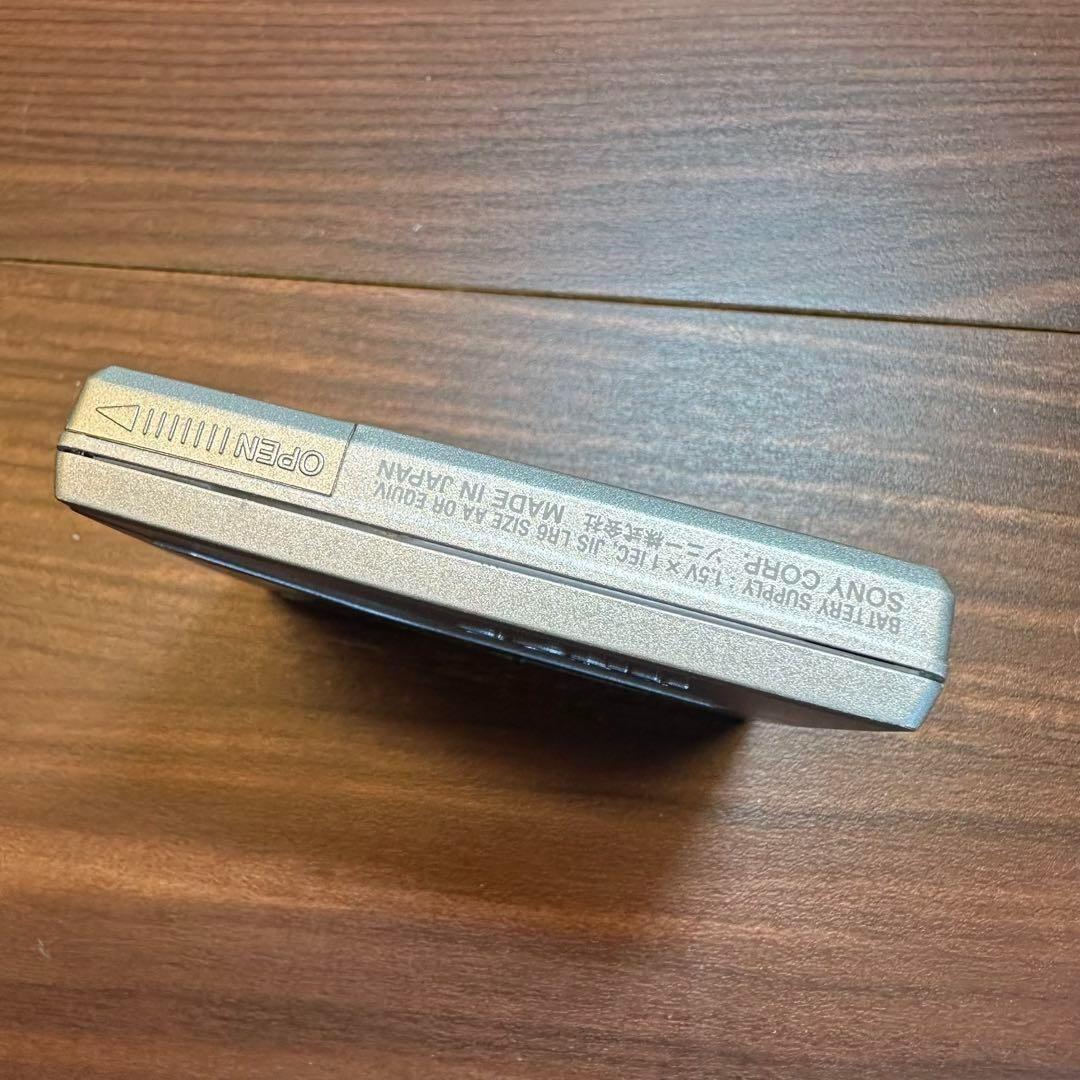 SONY CORP. ソニー株式会社 MADE IN JAPAN
BATTERY SUPPLY : 1.5V × 1 IEC, JIS LR6 SIZE AA OR EQUIV.
OPEN